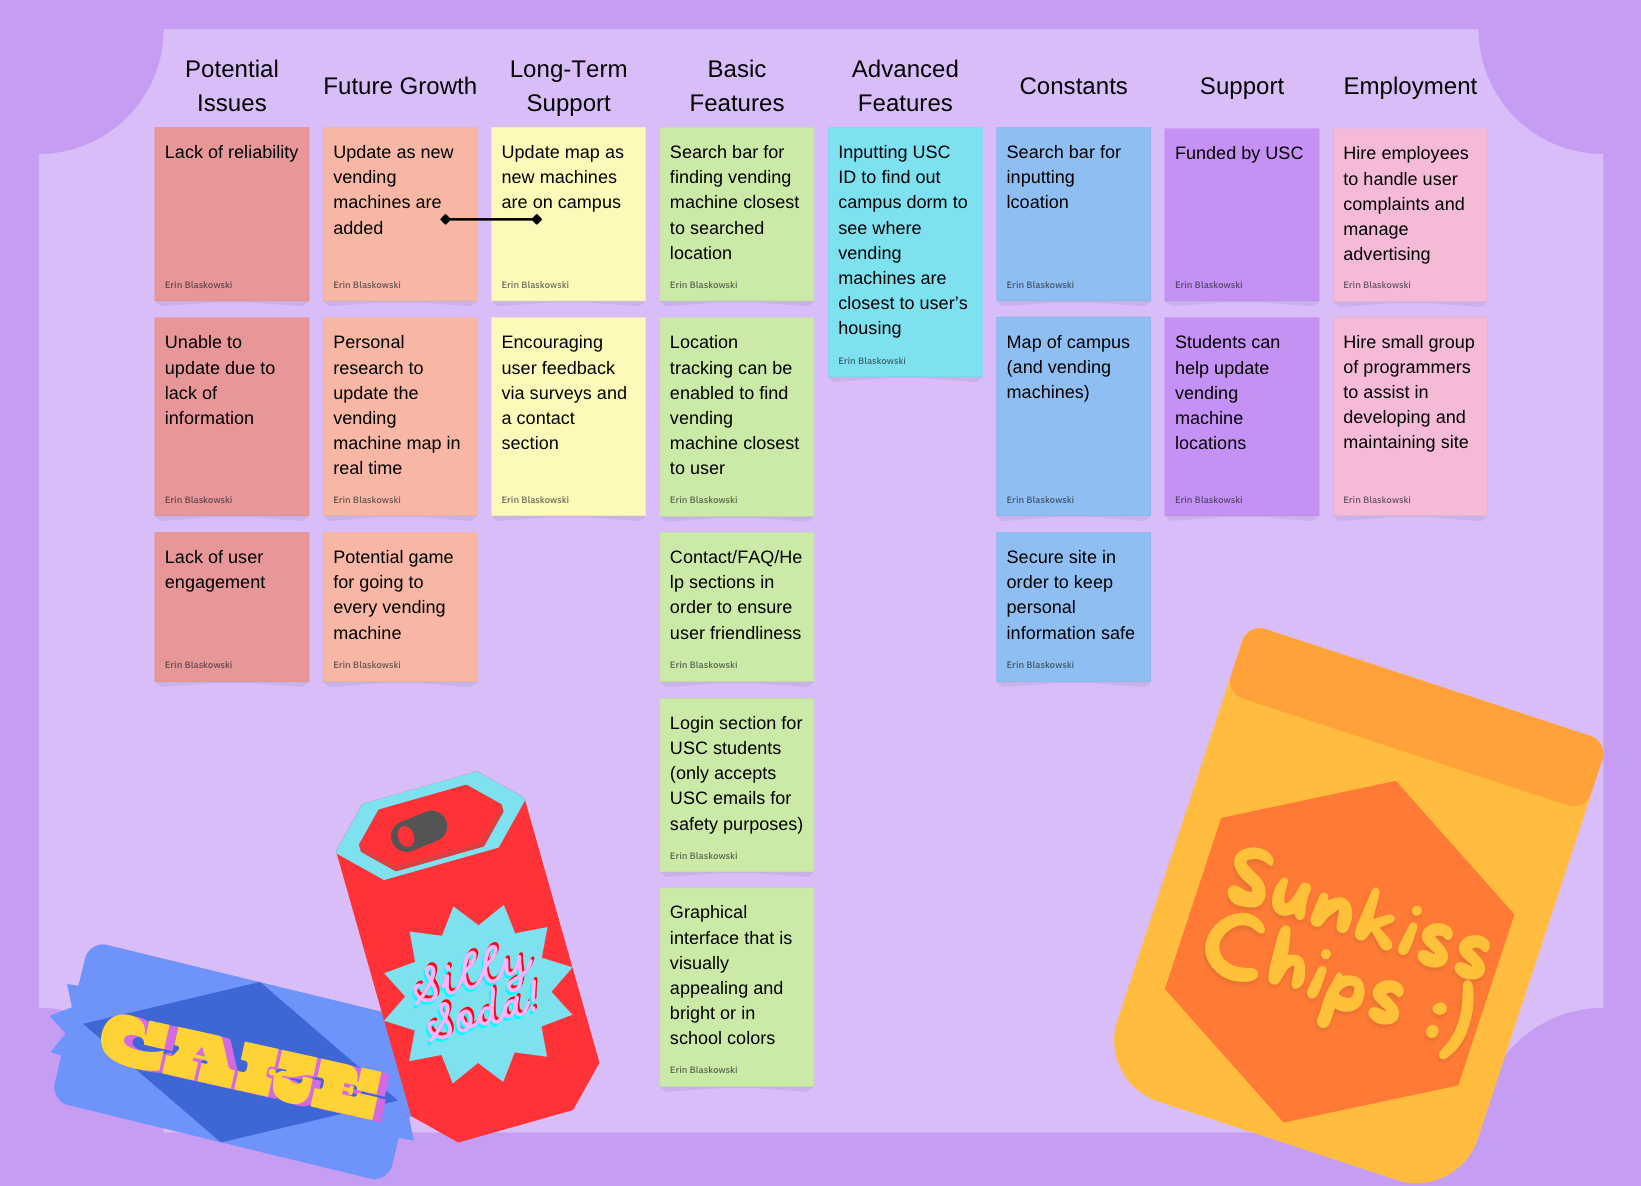 Potential
Issues
Future Growth
Long-Term
Support
Basic
Features
Advanced
Features
Constants
Support
Employment
Lack of reliability
Erin Blaskowski
Unable to
update due to
lack of
information
Erin Blaskowski
Lack of user
engagement
Erin Blaskowski
Update as new
vending
machines are
added
Erin Blaskowski
Personal
research to
update the
vending
machine map in
real time
Erin Blaskowski
Potential game
for going to
every vending
machine
Erin Blaskowski
Update map as
new machines
are on campus
Erin Blaskowski
Encouraging
user feedback
via surveys and
a contact
section
Erin Blaskowski
Search bar for
finding vending
machine closest
to searched
location
Erin Blaskowski
Location
tracking can be
enabled to find
vending
machine closest
to user
Erin Blaskowski
Contact/FAQ/He
lp sections in
order to ensure
user friendliness
Erin Blaskowski
Login section for
USC students
(only accepts
USC emails for
safety purposes)
Erin Blaskowski
Graphical
interface that is
visually
appealing and
bright or in
school colors
Erin Blaskowski
Inputting USC
ID to find out
campus dorm to
see where
vending
machines are
closest to user's
housing
Erin Blaskowski
Search bar for
inputting
lcoation
Erin Blaskowski
Map of campus
(and vending
machines)
Erin Blaskowski
Secure site in
order to keep
personal
information safe
Erin Blaskowski
Funded by USC
Erin Blaskowski
Students can
help update
vending
machine
locations
Erin Blaskowski
Hire employees
to handle user
complaints and
manage
advertising
Erin Blaskowski
Hire small group
of programmers
to assist in
developing and
maintaining site
Erin Blaskowski
Silly
Soda!
Sunkiss
Chips :)